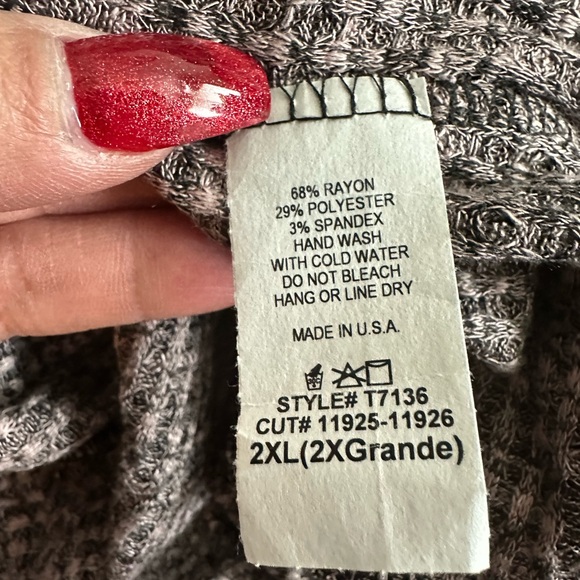 68% RAYON
29% POLYESTER
3% SPANDEX
HAND WASH
WITH COLD WATER
DO NOT BLEACH
HANG OR LINE DRY
MADE IN U.S.A.
STYLE# T7136
CUT# 11925-11926
2XL(2XGrande)